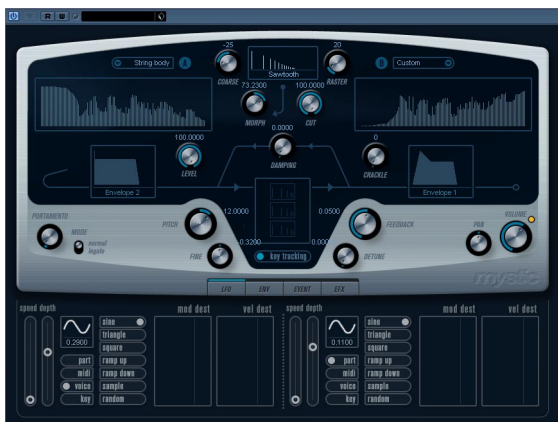 R W
-25
20
String body A
B Custom
COARSE
Sawtooth
RASTER
73.2300
100.0000
MORPH
CUT
100.0000
0.0000
0
LEVEL
DAMPING
CRACKLE
Envelope 2
Envelope 1
PORTAMENTO
MODE
normal
legato
PITCH
12.0000
0.0500
FEEDBACK
PAN
VOLUME
FINE
0.3200
0.000
DETUNE
key tracking
mystic
LFO ENV EVENT EFX
speed depth
mod dest
vel dest
speed depth
mod dest
vel dest
0.2900
sine
triangle
square
part
ramp up
midi
ramp down
voice
sample
key
random
0.1100
sine
triangle
square
part
ramp up
midi
ramp down
voice
sample
key
random